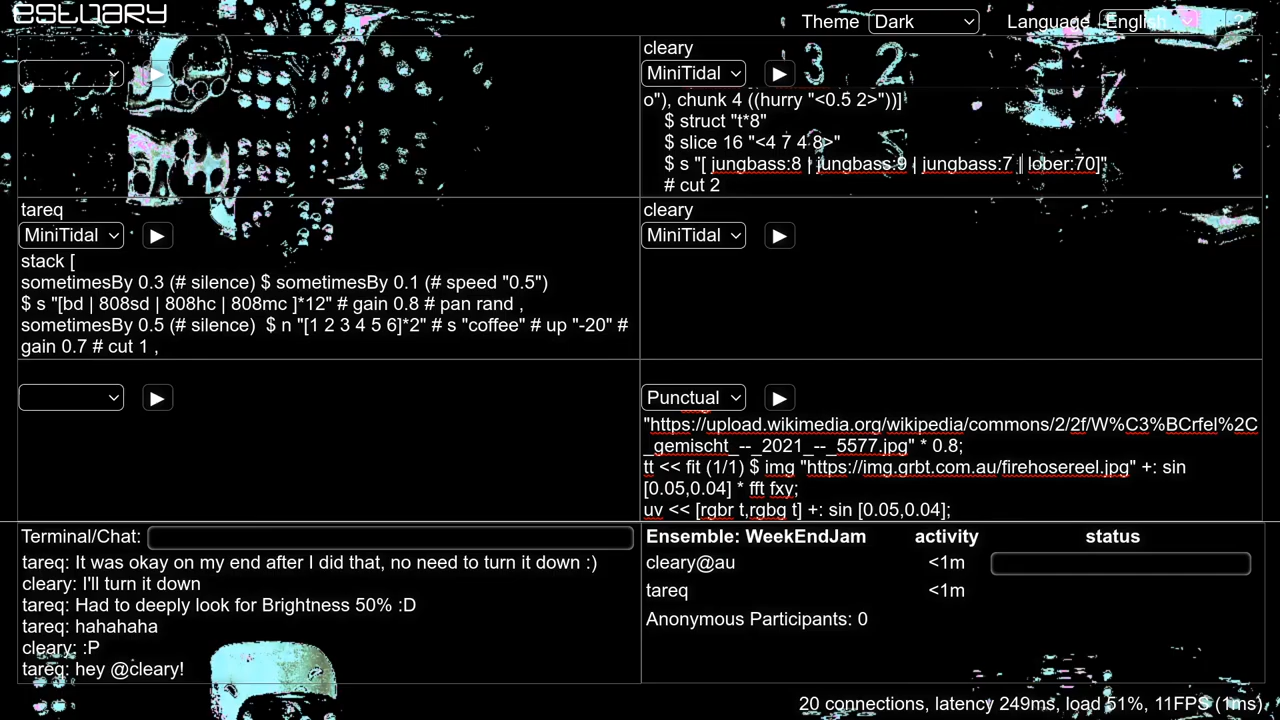 estuary
Theme Dark Language English ?
cleary
MiniTidal ▶
o"), chunk 4 ((hurry "<0.5 2>"))]
$ struct "t*8"
$ slice 16 "<4 7 4 8>"
$ s "[ jungbass:8 | jungbass:9 | jungbass:7 | lober:70]"
# cut 2
tareq
MiniTidal ▶
stack [
sometimesBy 0.3 (# silence) $ sometimesBy 0.1 (# speed "0.5")
$ s "[bd | 808sd | 808hc | 808mc ]*12" # gain 0.8 # pan rand ,
sometimesBy 0.5 (# silence)  $ n "[1 2 3 4 5 6]*2" # s "coffee" # up "-20" #
gain 0.7 # cut 1 ,
cleary
MiniTidal ▶
Punctual ▶
"https://upload.wikimedia.org/wikipedia/commons/2/2f/W%C3%BCrfel%2C
_gemischt_--_2021_--_5577.jpg" * 0.8;
tt << fit (1/1) $ img "https://img.grbt.com.au/firehosereel.jpg" +: sin
[0.05,0.04] * fft fxy;
uv << [rgbr t,rgbg t] +: sin [0.05,0.04];
Terminal/Chat:
tareq: It was okay on my end after I did that, no need to turn it down :)
cleary: I'll turn it down
tareq: Had to deeply look for Brightness 50% :D
tareq: hahahaha
cleary: :P
tareq: hey @cleary!
Ensemble: WeekEndJam activity status
cleary@au <1m
tareq <1m
Anonymous Participants: 0
20 connections, latency 249ms, load 51%, 11FPS (1ms)